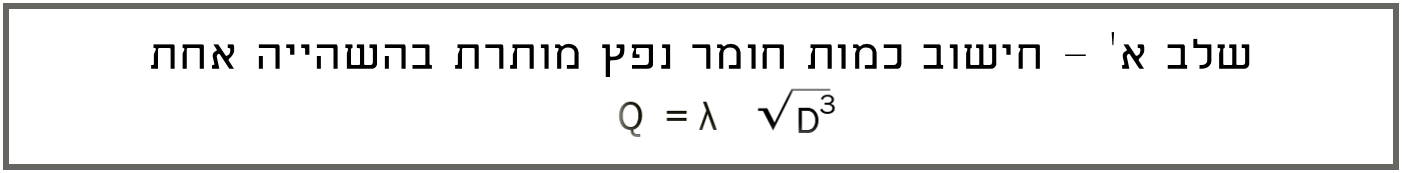 שלב א' – חישוב כמות חומר נפץ מותרת בהשהייה אחת
Q = λ √D³